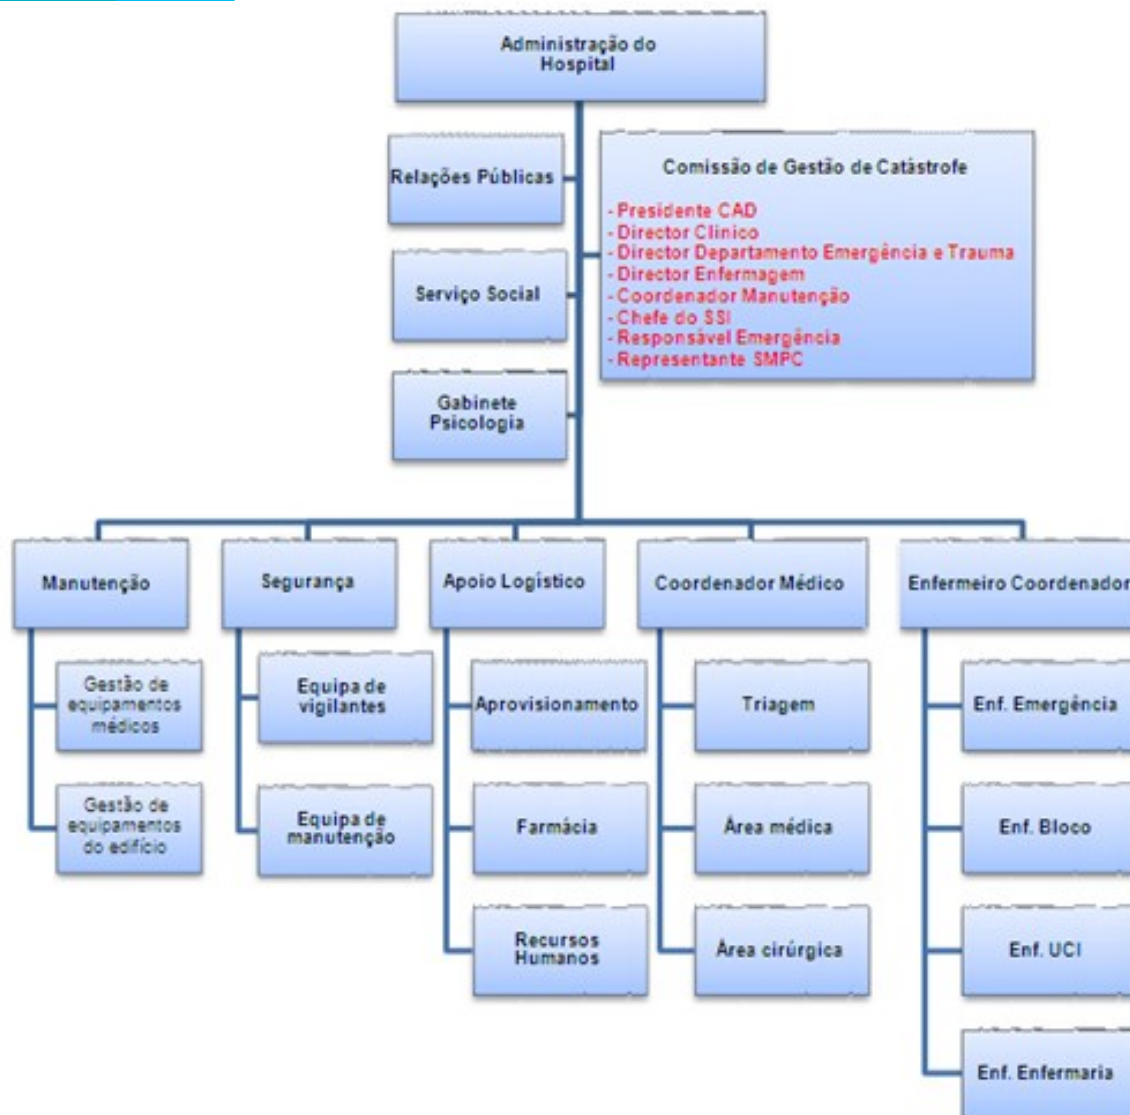 Administração do
Hospital
Relações Públicas
Comissão de Gestão de Catástrofe
- Presidente CAD
- Director Clinico
- Director Departamento Emergência e Trauma
- Director Enfermagem
- Coordenador Manutenção
- Chefe do SSI
- Responsável Emergência
- Representante SMPC
Serviço Social
Gabinete
Psicologia
Manutenção
Segurança
Apoio Logístico
Coordenador Médico
Enfermeiro Coordenador
Gestão de
equipamentos
médicos
Gestão de
equipamentos
do edifício
Equipa de
vigilantes
Equipa de
manutenção
Aprovisionamento
Farmácia
Recursos
Humanos
Triagem
Área médica
Área cirúrgica
Enf. Emergência
Enf. Bloco
Enf. UCI
Enf. Enfermaria